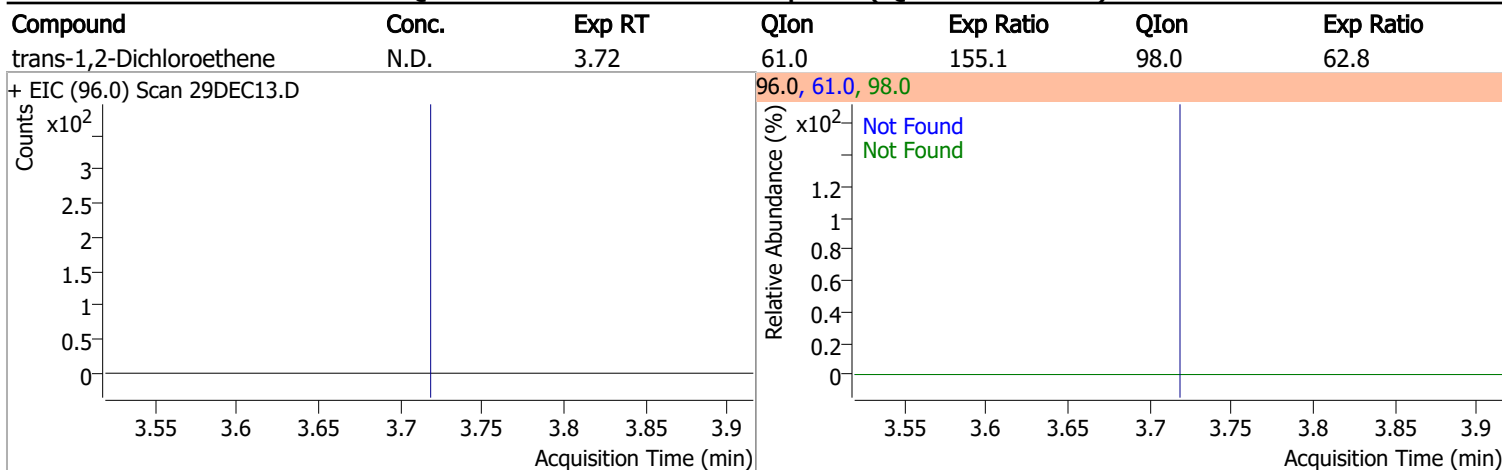 Compound Conc. Exp RT QIon Exp Ratio QIon Exp Ratio
trans-1,2-Dichloroethene N.D. 3.72 61.0 155.1 98.0 62.8
+ EIC (96.0) Scan 29DEC13.D
Counts
x10²
3
2.5
2
1.5
1
0.5
0
3.55 3.6 3.65 3.7 3.75 3.8 3.85 3.9
Acquisition Time (min)
96.0, 61.0, 98.0
Relative Abundance (%)
x10²
Not Found
Not Found
1.2
1
0.8
0.6
0.4
0.2
0
3.55 3.6 3.65 3.7 3.75 3.8 3.85 3.9
Acquisition Time (min)